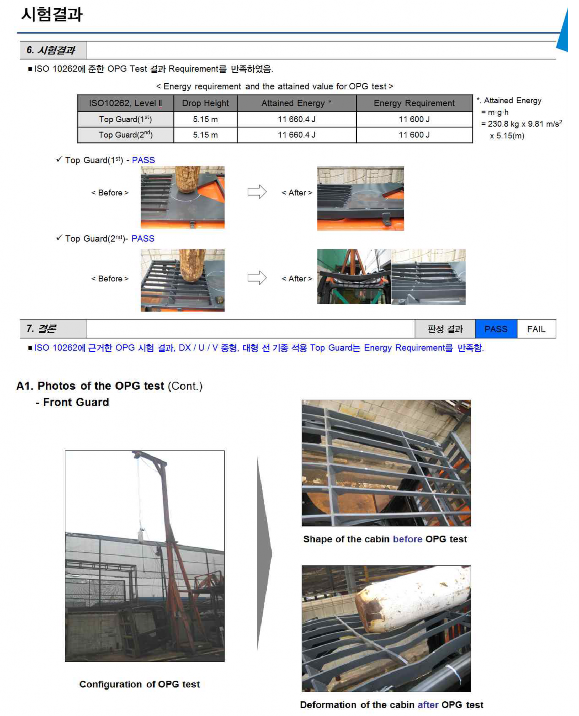 시험결과
6. 시험결과
■ ISO 10262에 준한 OPG Test 결과 Requirement를 만족하였음.
< Energy requirement and the attained value for OPG test >
ISO10262, Level Ⅱ Drop Height Attained Energy * Energy Requirement
Top Guard(1st) 5.15 m 11 660.4 J 11 600 J
Top Guard(2nd) 5.15 m 11 660.4 J 11 600 J
*. Attained Energy
= m·g·h
= 230.8 kg x 9.81 m/s²
x 5.15(m)
✓ Top Guard(1st) - PASS
< Before > < After >
✓ Top Guard(2nd)- PASS
< Before > < After >
7. 결론 판정 결과 PASS FAIL
■ ISO 10262에 근거한 OPG 시험 결과, DX / U / V 중형, 대형 전 기종 적용 Top Guard는 Energy Requirement를 만족함.
A1. Photos of the OPG test (Cont.)
- Front Guard
Shape of the cabin before OPG test
Configuration of OPG test
Deformation of the cabin after OPG test